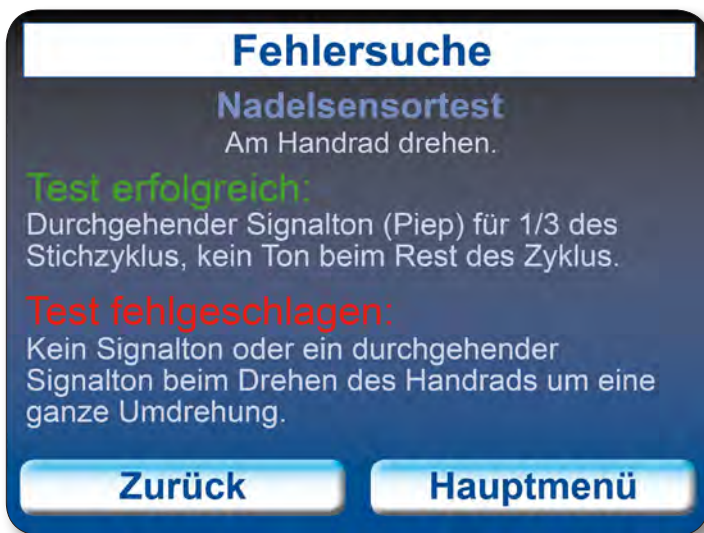 Fehlersuche
Nadelsensortest
Am Handrad drehen.
Test erfolgreich:
Durchgehender Signalton (Piep) für 1/3 des
Stichzyklus, kein Ton beim Rest des Zyklus.
Test fehlgeschlagen:
Kein Signalton oder ein durchgehender
Signalton beim Drehen des Handrads um eine
ganze Umdrehung.
Zurück
Hauptmenü